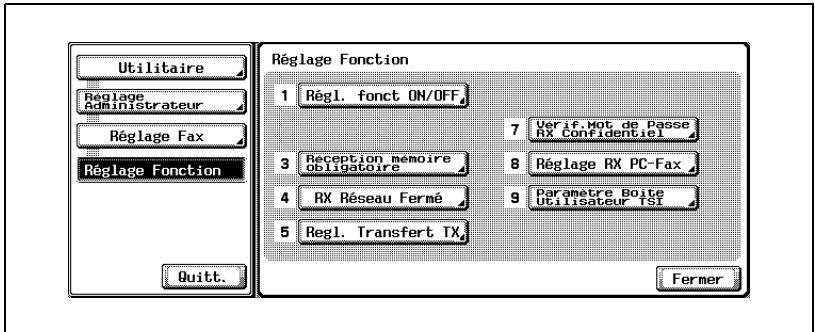 Utilitaire
Réglage
Administrateur
Réglage Fax
Réglage Fonction
Quitt.
Réglage Fonction
1 Régl. fonct ON/OFF
7 Vérif.Mot de Passe
RX Confidentiel
3 Réception mémoire
obligatoire
8 Réglage RX PC-Fax
4 RX Réseau Fermé
9 Paramètre Boite
Utilisateur TSI
5 Regl. Transfert TX
Fermer